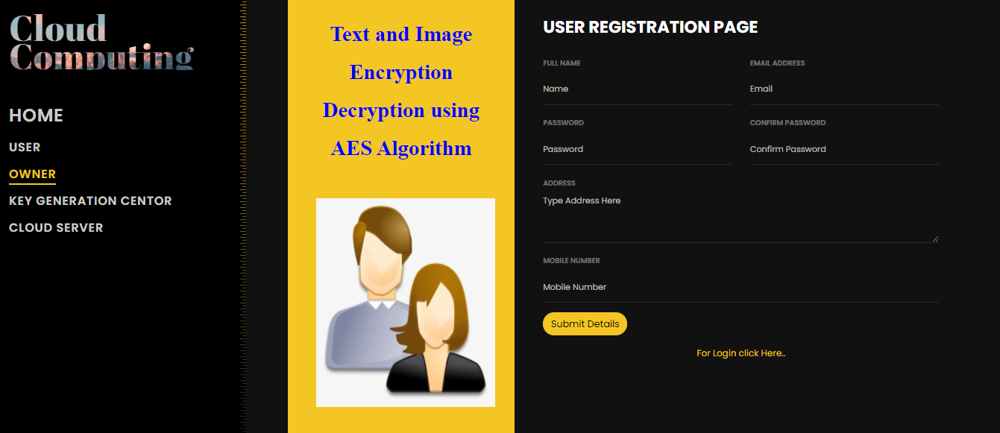 Cloud
Computing
HOME
USER
OWNER
KEY GENERATION CENTOR
CLOUD SERVER
Text and Image
Encryption
Decryption using
AES Algorithm
USER REGISTRATION PAGE
FULL NAME
EMAIL ADDRESS
Name
Email
PASSWORD
CONFIRM PASSWORD
Password
Confirm Password
ADDRESS
Type Address Here
MOBILE NUMBER
Mobile Number
Submit Details
For Login click Here..